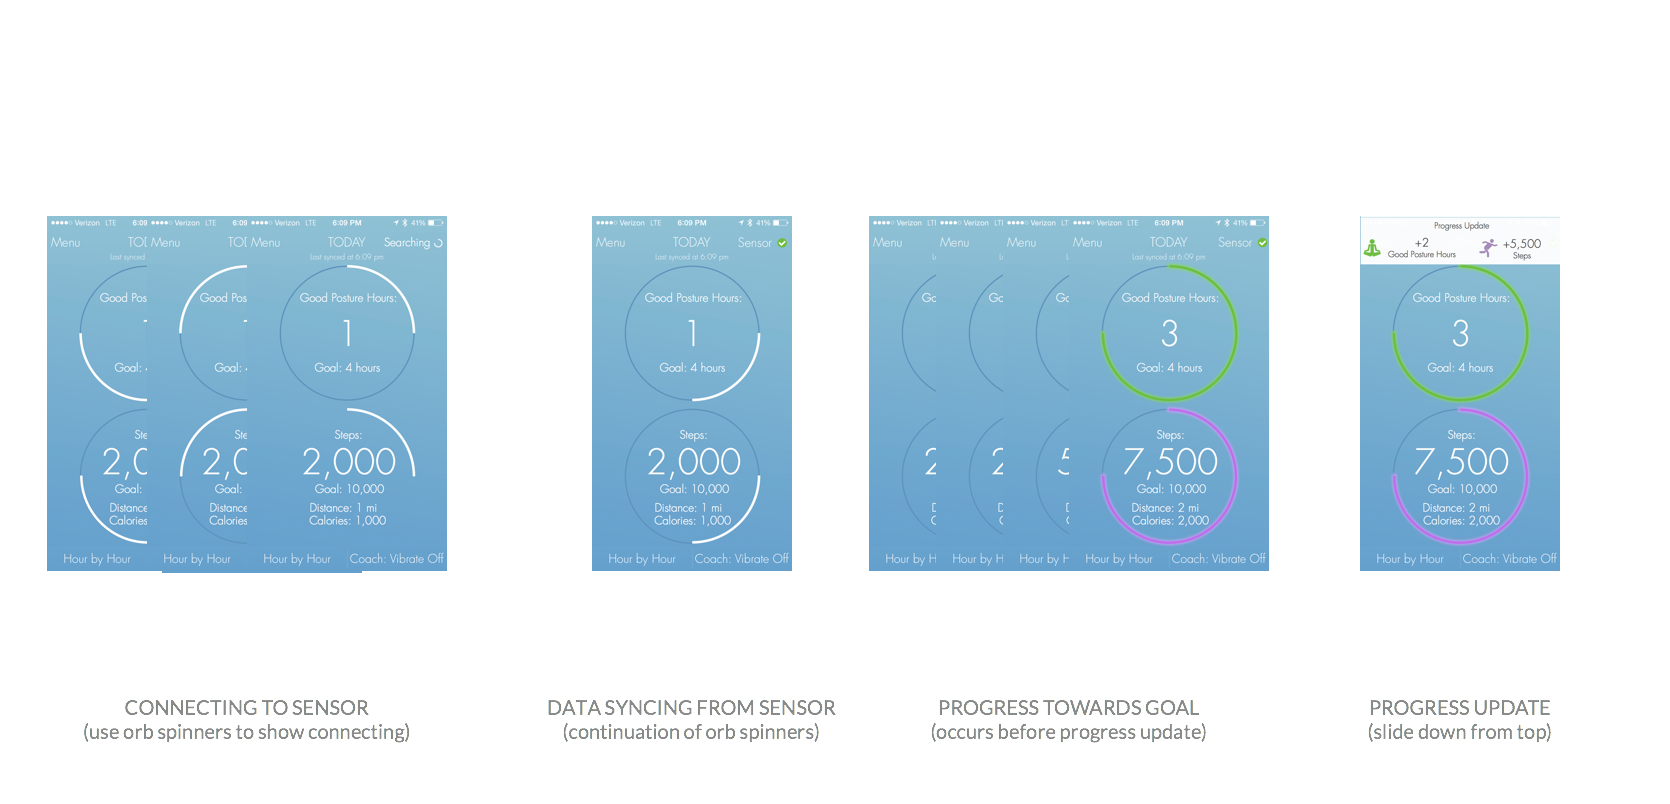 Verizon LTE 6:09
Menu TOD
Good Pos
Goal:
Ste
2,0
Goal:
Distance
Calories
Hour by Hour
Verizon LTE 6:09
Menu TOD
Good Pos
Goal:
Ste
2,0
Goal:
Distance
Calories
Hour by Hour
Verizon LTE 6:09 PM 41%
Menu TODAY Searching
Last synced at 6:09 pm
Good Posture Hours:
1
Goal: 4 hours
Steps:
2,000
Goal: 10,000
Distance: 1 mi
Calories: 1,000
Hour by Hour Coach: Vibrate Off
CONNECTING TO SENSOR
(use orb spinners to show connecting)
Verizon LTE 6:09 PM 41%
Menu TODAY Sensor
Last synced at 6:09 pm
Good Posture Hours:
1
Goal: 4 hours
Steps:
2,000
Goal: 10,000
Distance: 1 mi
Calories: 1,000
Hour by Hour Coach: Vibrate Off
DATA SYNCING FROM SENSOR
(continuation of orb spinners)
Verizon LT
Menu
Go
2
Hour by H
Verizon LT
Menu
Go
2
Hour by H
Verizon LT
Menu
Go
5
Hour by H
Verizon LTE 6:09 PM 41%
Menu TODAY Sensor
Last synced at 6:09 pm
Good Posture Hours:
3
Goal: 4 hours
Steps:
7,500
Goal: 10,000
Distance: 2 mi
Calories: 2,000
Hour by Hour Coach: Vibrate Off
PROGRESS TOWARDS GOAL
(occurs before progress update)
Progress Update
+2
Good Posture Hours
+5,500
Steps
Good Posture Hours:
3
Goal: 4 hours
Steps:
7,500
Goal: 10,000
Distance: 2 mi
Calories: 2,000
Hour by Hour Coach: Vibrate Off
PROGRESS UPDATE
(slide down from top)